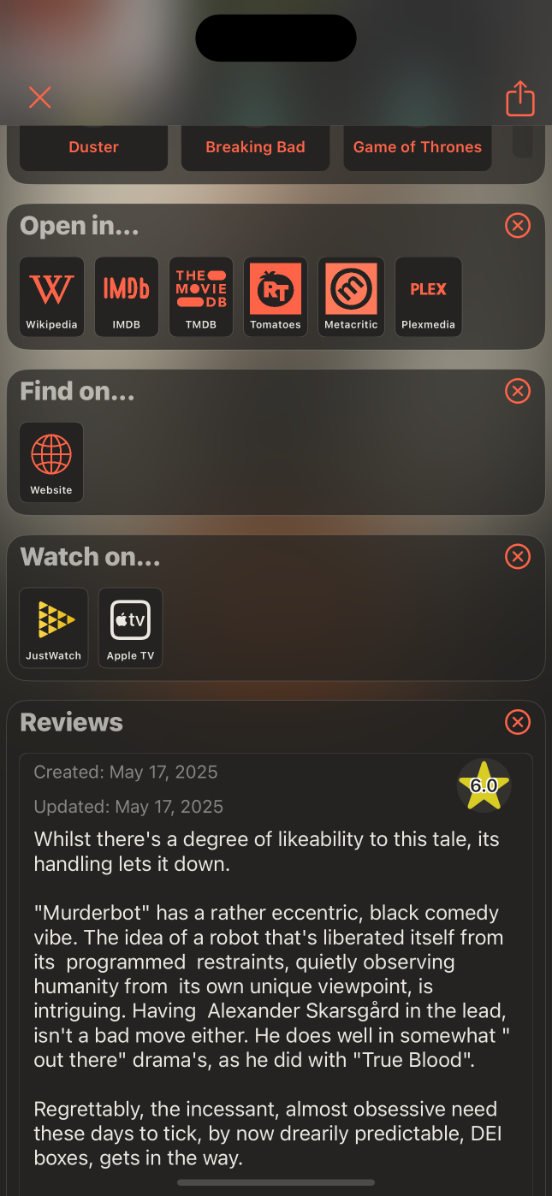 Duster Breaking Bad Game of Thrones
Open in...
W IMDb THE MOVIE DB RT m PLEX
Wikipedia IMDB TMDB Tomatoes Metacritic Plexmedia
Find on...
Website
Watch on...
tv
JustWatch Apple TV
Reviews
Created: May 17, 2025
6.0
Updated: May 17, 2025
Whilst there's a degree of likeability to this tale, its
handling lets it down.
"Murderbot" has a rather eccentric, black comedy
vibe. The idea of a robot that's liberated itself from
its  programmed  restraints, quietly observing
humanity from  its own unique viewpoint, is
intriguing. Having  Alexander Skarsgård in the lead,
isn't a bad move either. He does well in somewhat "
out there" drama's, as he did with "True Blood".
Regrettably, the incessant, almost obsessive need
these days to tick, by now drearily predictable, DEI
boxes, gets in the way.